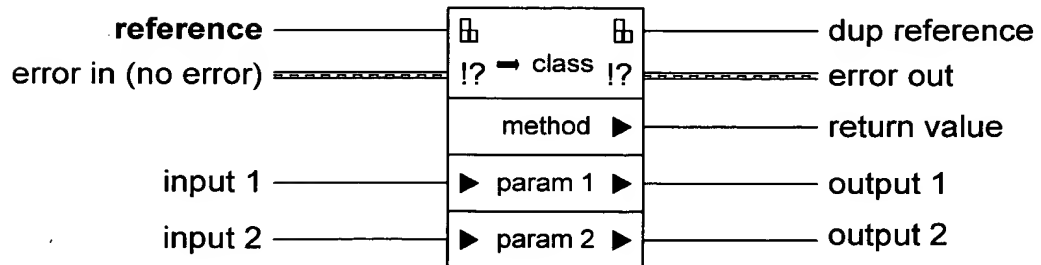 reference dup reference
error in (no error) !? class !? error out
method return value
input 1 param 1 output 1
input 2 param 2 output 2